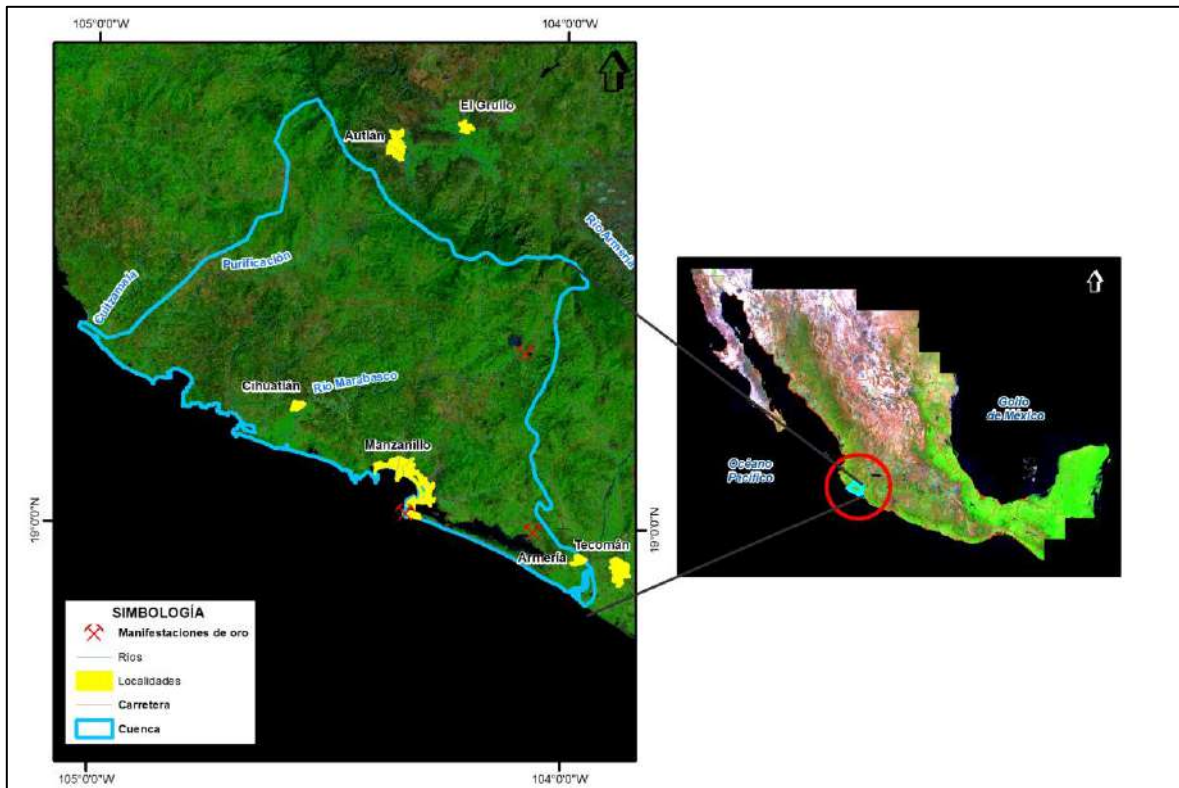 105°0'0"W
104°0'0"W
El Grullo
Autlán
Río Armería
Purificación
Cuitzamala
Cihuatlán
Río Marabasco
Manzanillo
19°0'0"N
19°0'0"N
Tecomán
Armería
SIMBOLOGÍA
Manifestaciones de oro
Ríos
Localidades
Carretera
Cuenca
105°0'0"W
104°0'0"W
Golfo
de México
Océano
Pacífico